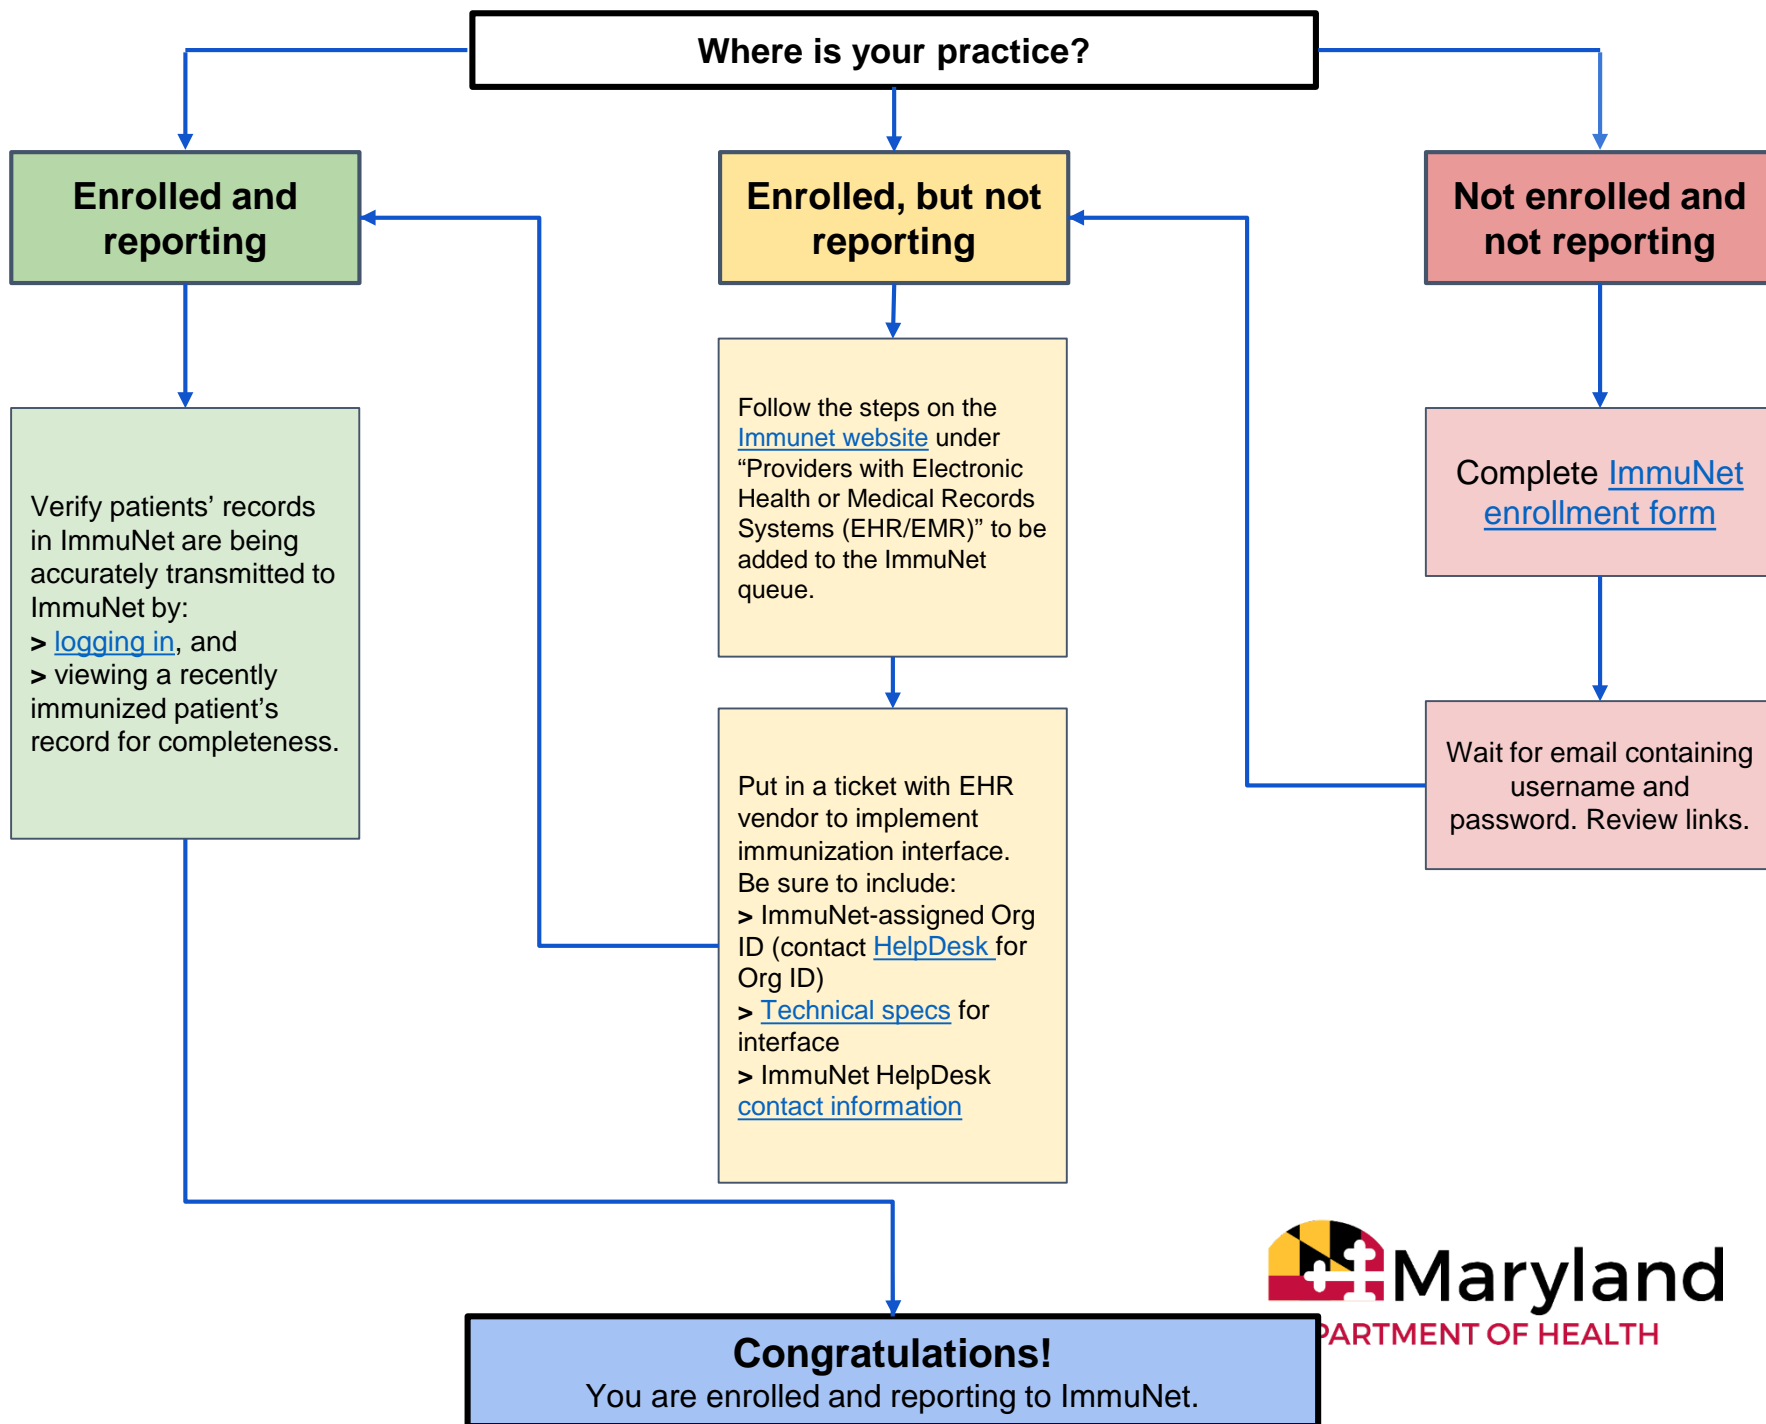 Where is your practice?
Enrolled and
reporting
Enrolled, but not
reporting
Not enrolled and
not reporting
Verify patients’ records
in ImmuNet are being
accurately transmitted to
ImmuNet by:
> logging in, and
> viewing a recently
immunized patient’s
record for completeness.
Follow the steps on the
Immunet website under
“Providers with Electronic
Health or Medical Records
Systems (EHR/EMR)” to be
added to the ImmuNet
queue.
Put in a ticket with EHR
vendor to implement
immunization interface.
Be sure to include:
> ImmuNet-assigned Org
ID (contact HelpDesk for
Org ID)
> Technical specs for
interface
> ImmuNet HelpDesk
contact information
Complete ImmuNet
enrollment form
Wait for email containing
username and
password. Review links.
Maryland
PARTMENT OF HEALTH
Congratulations!
You are enrolled and reporting to ImmuNet.